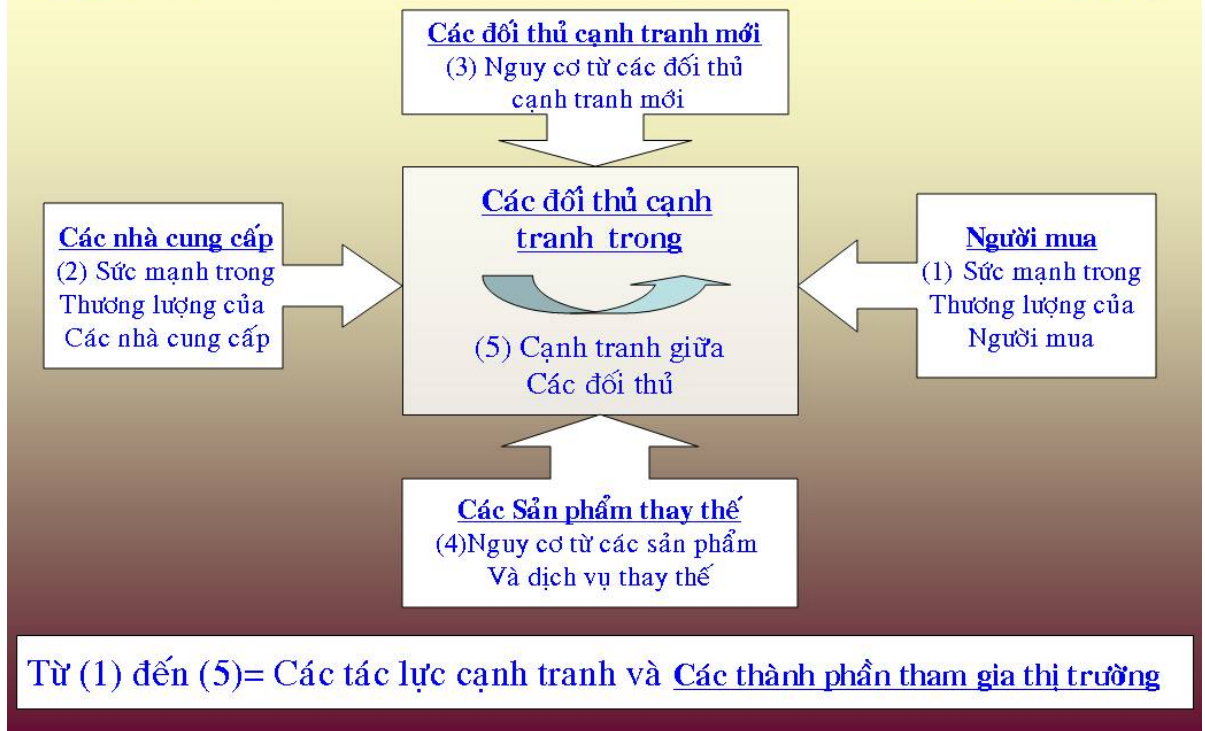 Các đối thủ cạnh tranh mới
(3) Nguy cơ từ các đối thủ
cạnh tranh mới
Các nhà cung cấp
(2) Sức mạnh trong
Thương lượng của
Các nhà cung cấp
Các đối thủ cạnh
tranh trong
(5) Cạnh tranh giữa
Các đối thủ
Người mua
(1) Sức mạnh trong
Thương lượng của
Người mua
Các Sản phẩm thay thế
(4)Nguy cơ từ các sản phẩm
Và dịch vụ thay thế
Từ (1) đến (5)= Các tác lực cạnh tranh và Các thành phần tham gia thị trường